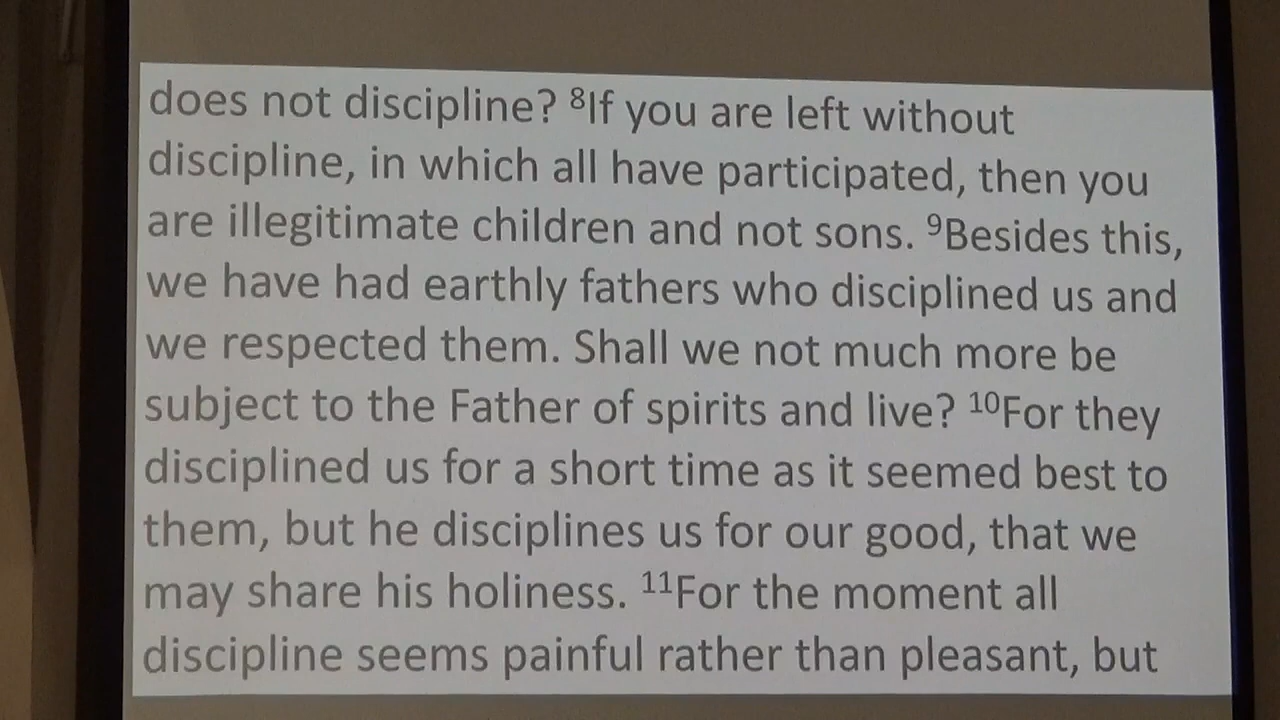 does not discipline? ⁸If you are left without
discipline, in which all have participated, then you
are illegitimate children and not sons. ⁹Besides this,
we have had earthly fathers who disciplined us and
we respected them. Shall we not much more be
subject to the Father of spirits and live? ¹⁰For they
disciplined us for a short time as it seemed best to
them, but he disciplines us for our good, that we
may share his holiness. ¹¹For the moment all
discipline seems painful rather than pleasant, but